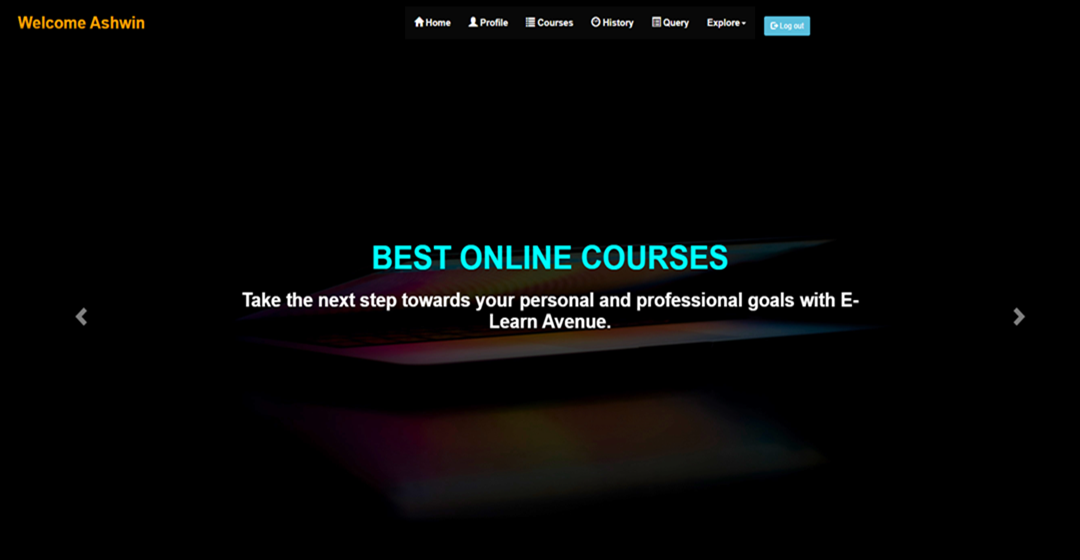 Welcome Ashwin
Home Profile Courses History Query Explore Log out
BEST ONLINE COURSES
Take the next step towards your personal and professional goals with E-
Learn Avenue.